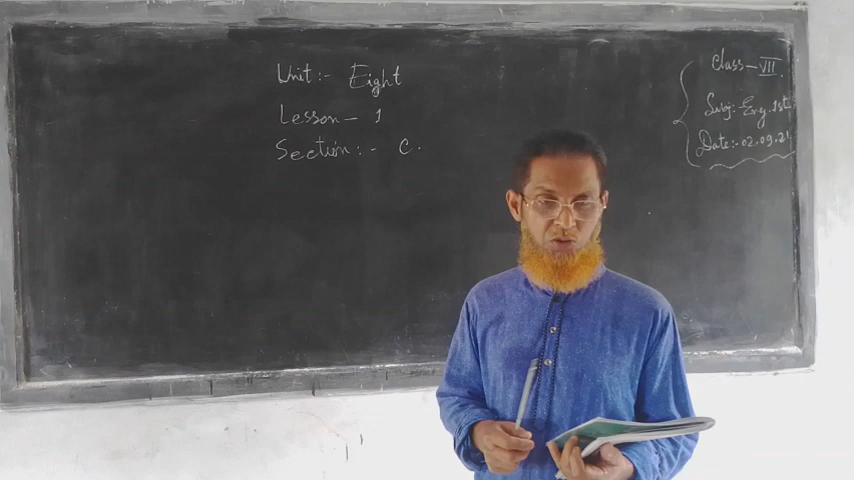 Unit :- Eight
Lesson - 1
Section :- C.
Class - VII.
Subj:- Eng. 1st
Date:- 02.09.21